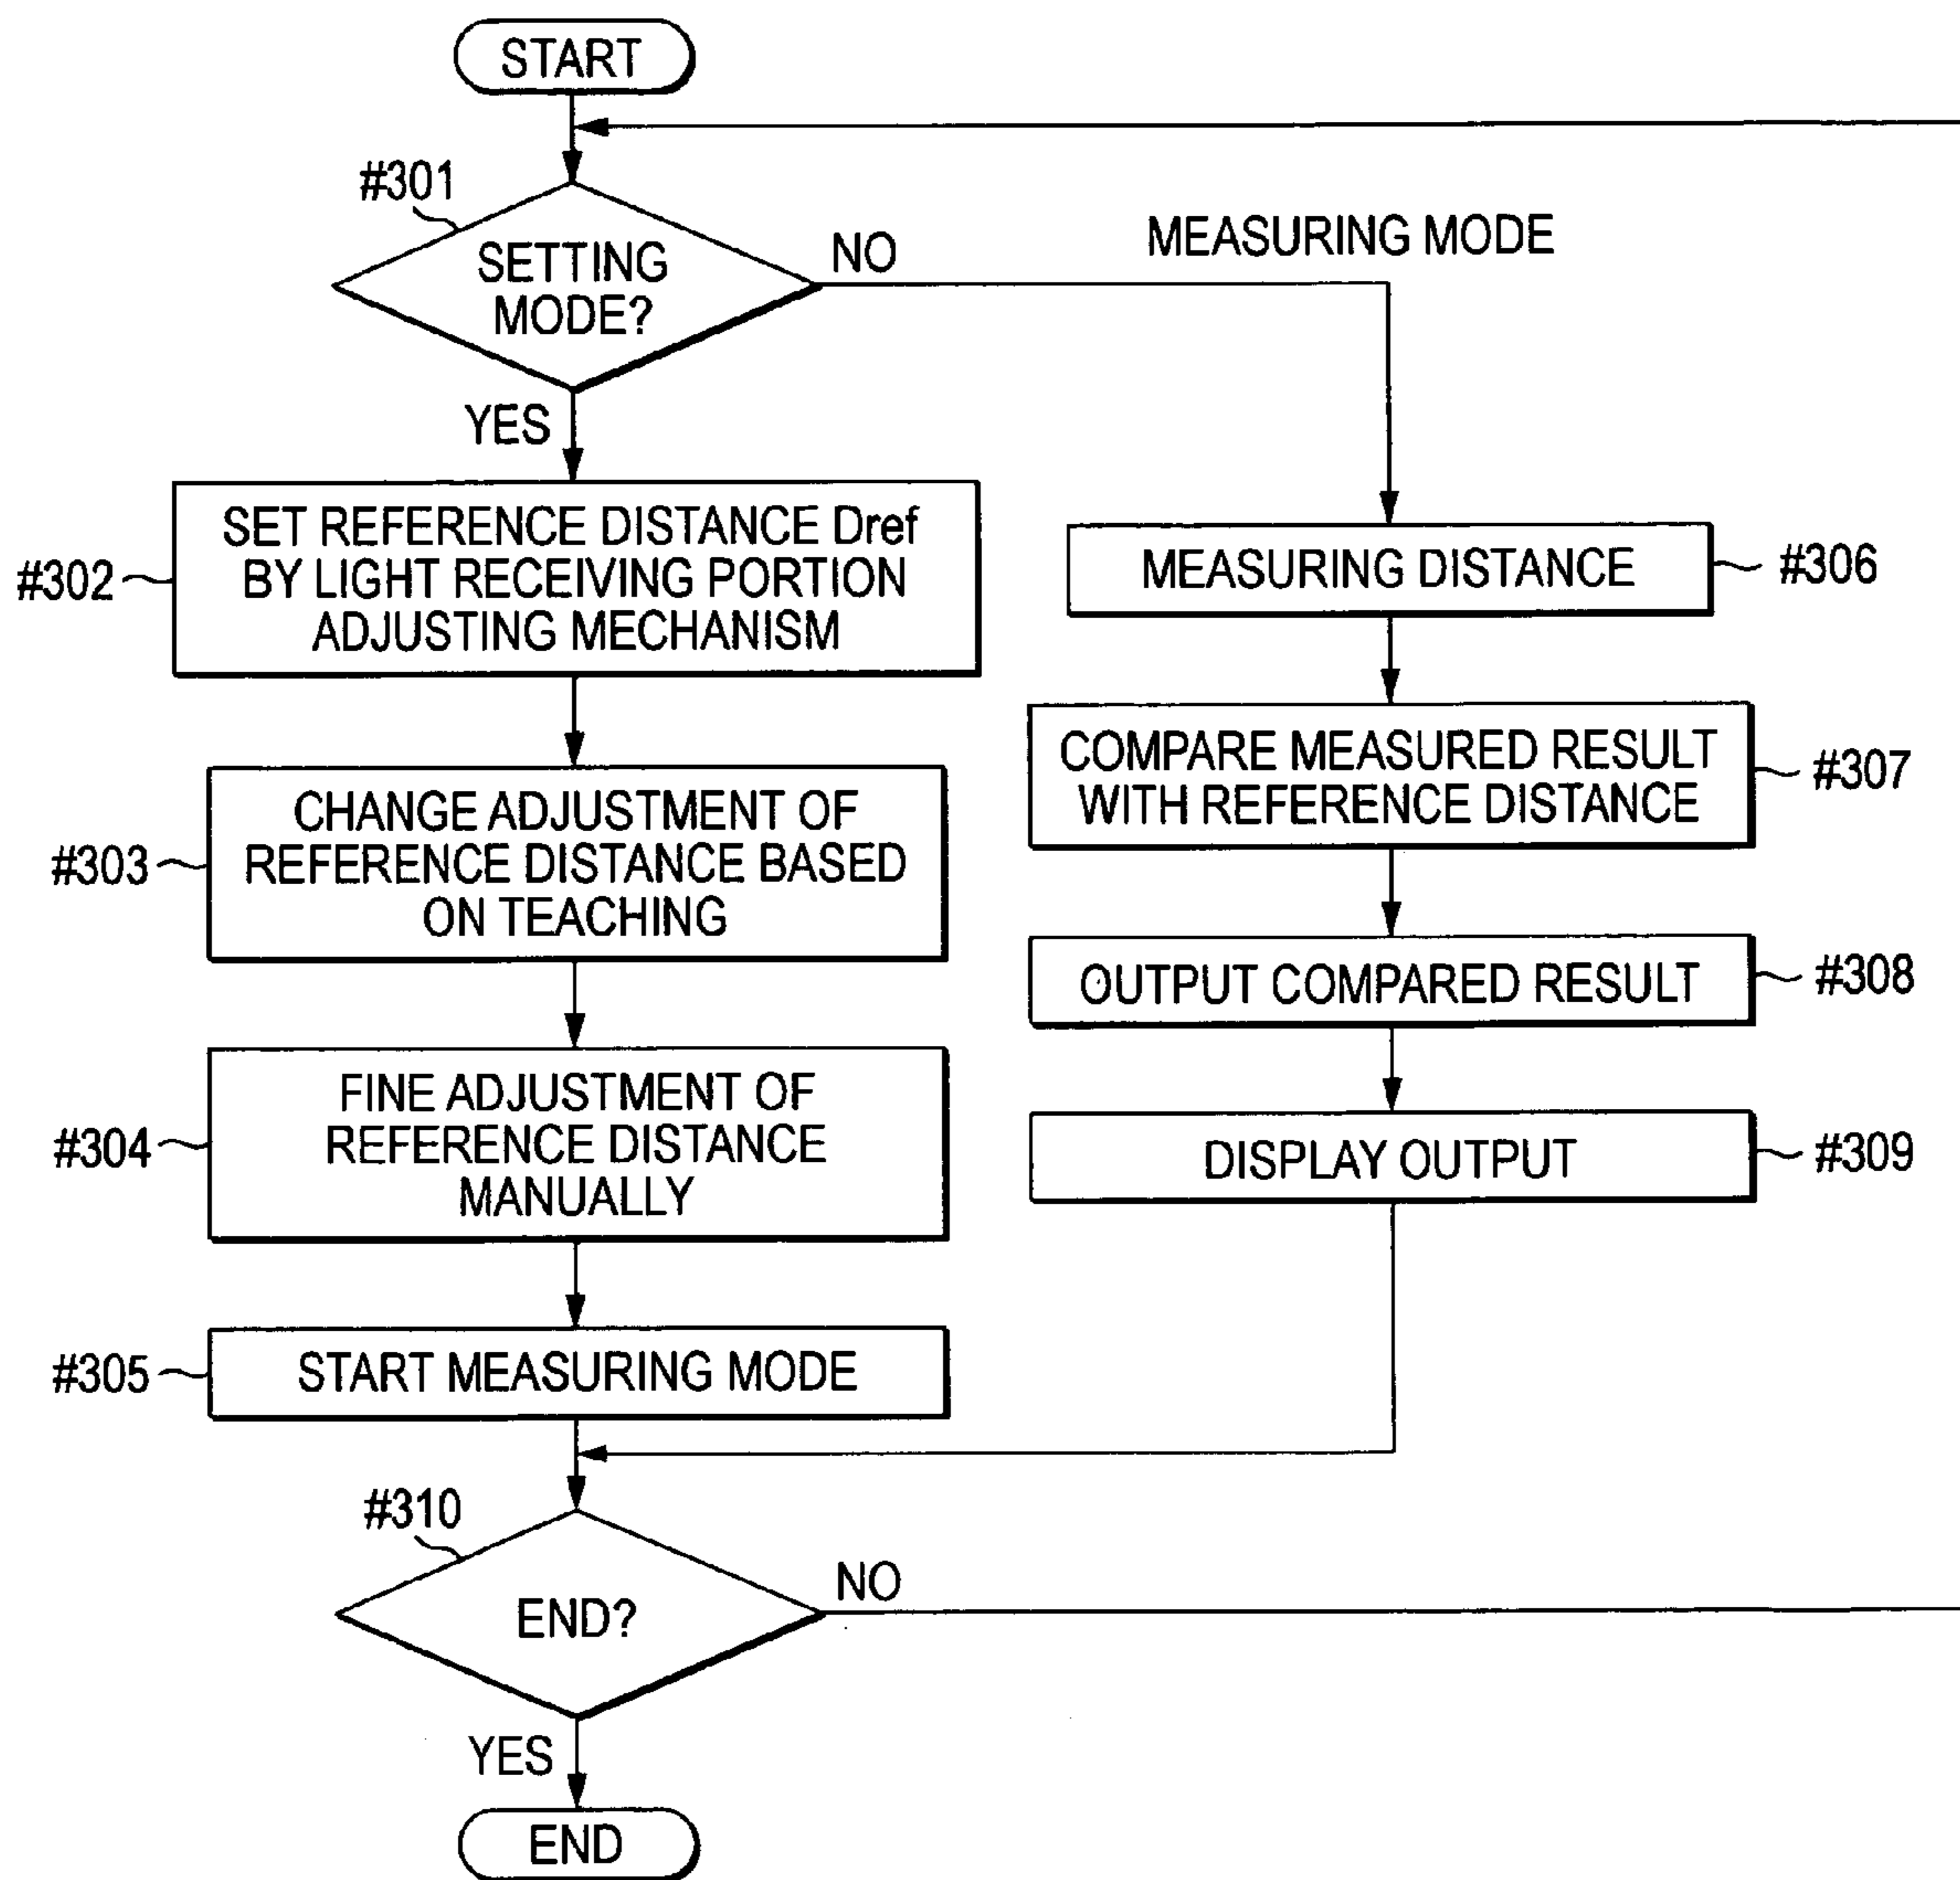 START
#301
SETTING
MODE?
NO
MEASURING MODE
YES
#302
SET REFERENCE DISTANCE Dref
BY LIGHT RECEIVING PORTION
ADJUSTING MECHANISM
#303
CHANGE ADJUSTMENT OF
REFERENCE DISTANCE BASED
ON TEACHING
#304
FINE ADJUSTMENT OF
REFERENCE DISTANCE
MANUALLY
#305
START MEASURING MODE
MEASURING DISTANCE
#306
COMPARE MEASURED RESULT
WITH REFERENCE DISTANCE
#307
OUTPUT COMPARED RESULT
#308
DISPLAY OUTPUT
#309
#310
END?
NO
YES
END